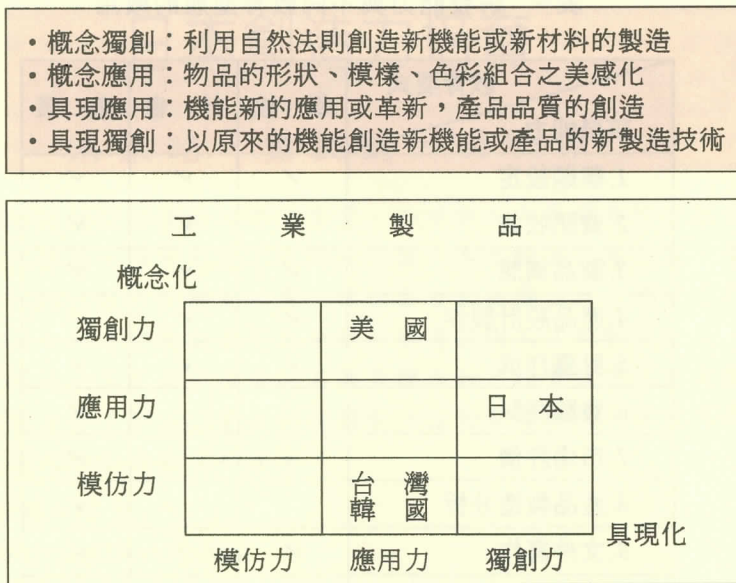 •概念獨創：利用自然法則創造新機能或新材料的製造
•概念應用：物品的形狀、模樣、色彩組合之美感化
•具現應用：機能新的應用或革新，產品品質的創造
•具現獨創：以原來的機能創造新機能或產品的新製造技術
工業製品
概念化
獨創力 美國
應用力 日本
模仿力 台灣
韓國
具現化
模仿力 應用力 獨創力